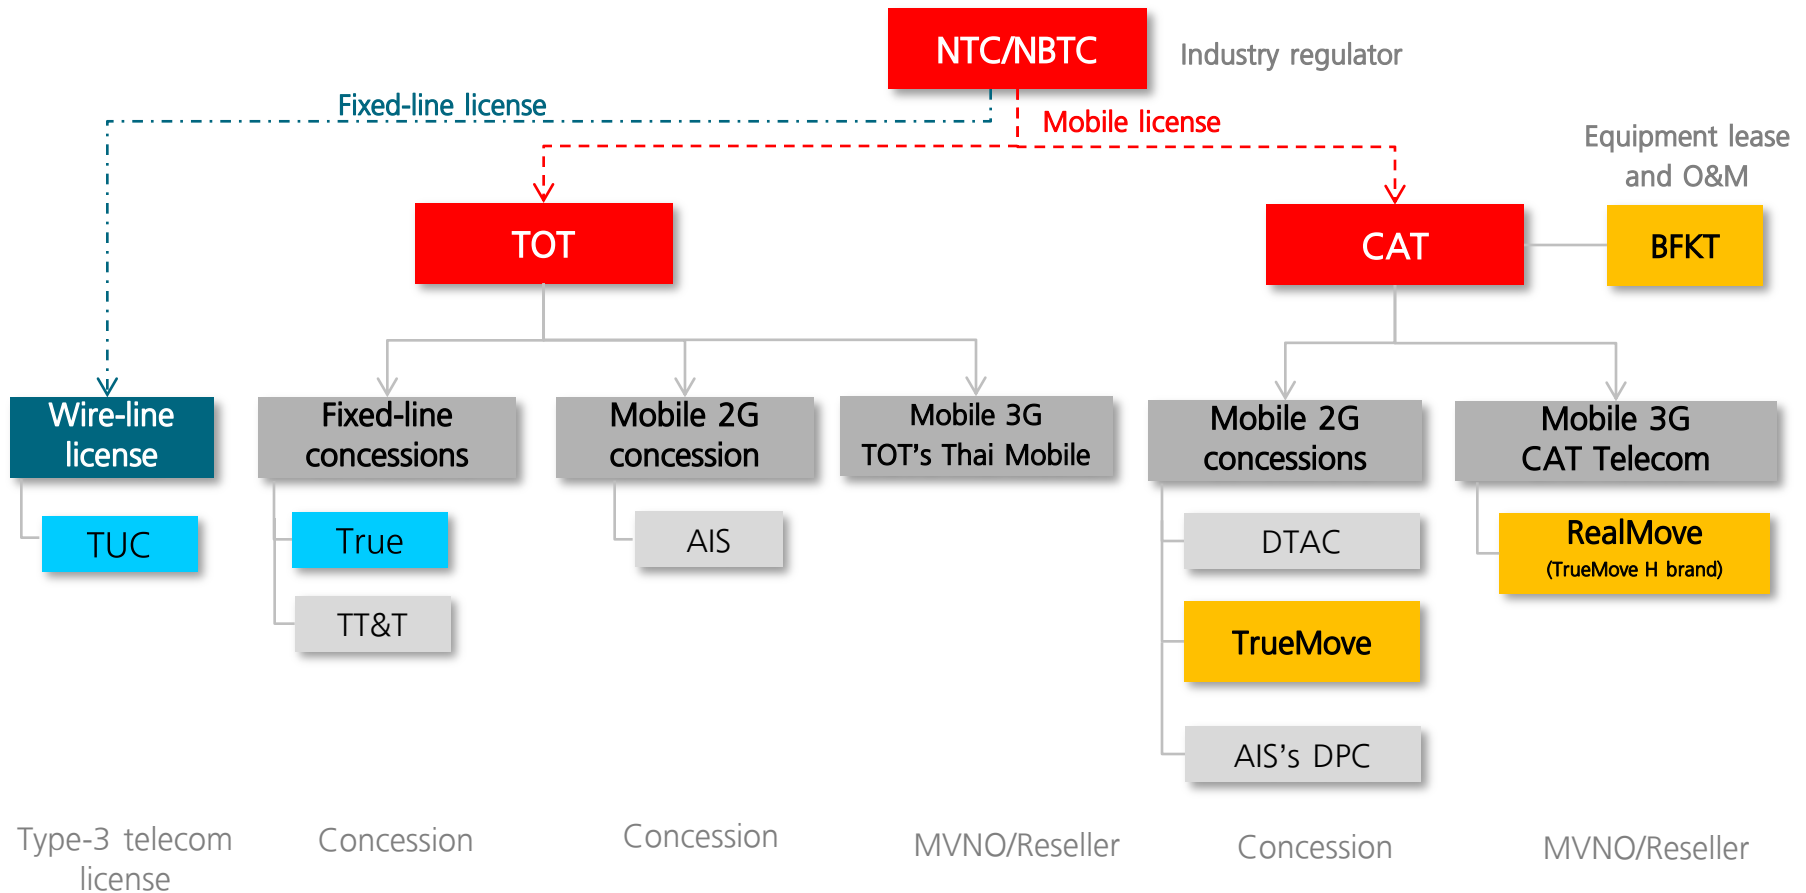 NTC/NBTC
Industry regulator
Fixed-line license
Mobile license
Equipment lease
and O&M
TOT
CAT
BFKT
Wire-line
license
Fixed-line
concessions
Mobile 2G
concession
Mobile 3G
TOT's Thai Mobile
Mobile 2G
concessions
Mobile 3G
CAT Telecom
TUC
True
AIS
DTAC
RealMove
(TrueMove H brand)
TT&T
TrueMove
AIS's DPC
Type-3 telecom
license
Concession
Concession
MVNO/Reseller
Concession
MVNO/Reseller